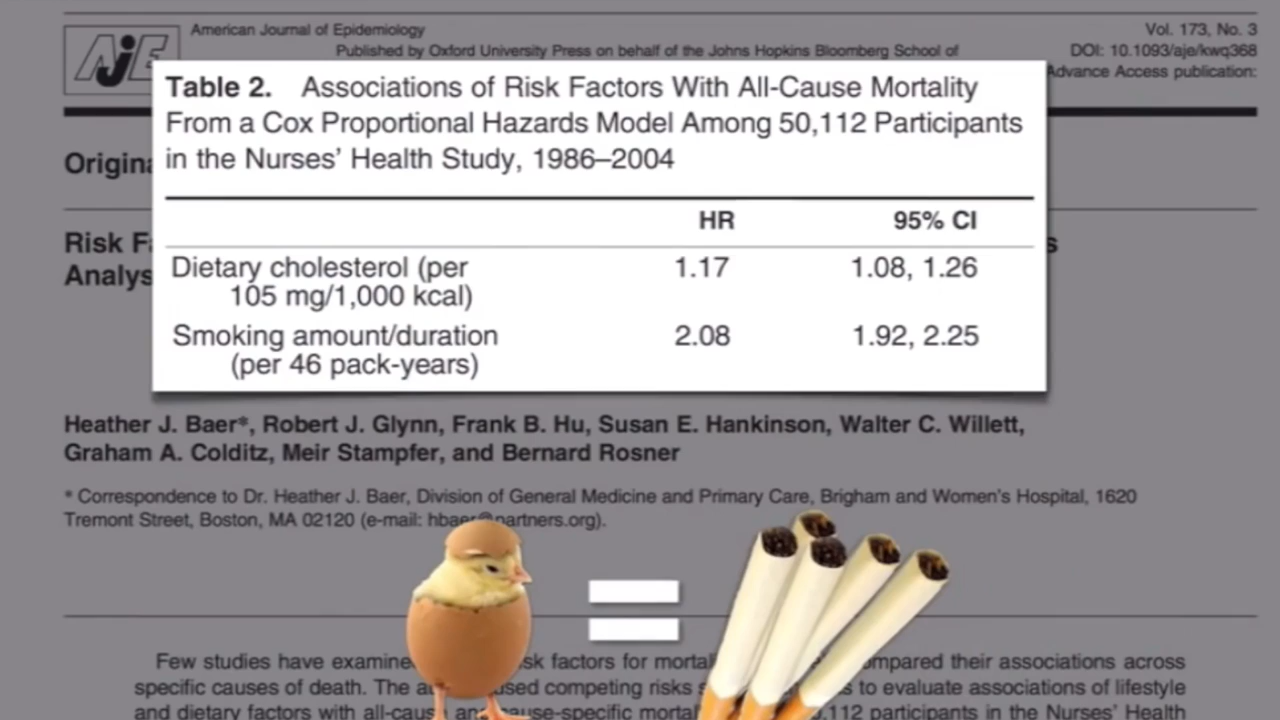 American Journal of Epidemiology
Vol. 173, No. 3
Published by Oxford University Press on behalf of the Johns Hopkins Bloomberg School of
DOI: 10.1093/aje/kwq368
AJE
Advance Access publication:
Table 2. Associations of Risk Factors With All-Cause Mortality
From a Cox Proportional Hazards Model Among 50,112 Participants
in the Nurses’ Health Study, 1986–2004
HR 95% CI
Dietary cholesterol (per
105 mg/1,000 kcal) 1.17 1.08, 1.26
Smoking amount/duration
(per 46 pack-years) 2.08 1.92, 2.25
Risk
Heather J. Baer*, Robert J. Glynn, Frank B. Hu, Susan E. Hankinson, Walter C. Willett,
Graham A. Colditz, Meir Stampfer, and Bernard Rosner
* Correspondence to Dr. Heather J. Baer, Division of General Medicine and Primary Care, Brigham and Women’s Hospital, 1620
Tremont Street, Boston, MA 02120 (e-mail: hbaer@partners.org).
Few studies have examine sk factors for mortal mpared their associations across
specific causes of death. The a used competing risks s to evaluate associations of lifestyle
and dietary factors with all-caus an ause-specific mortal ,112 participants in the Nurses’ Health